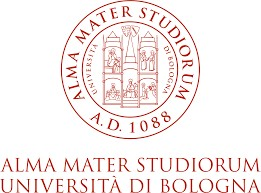 ALMA MATER STUDIORUM
A.D. 1088
UNIVERSITÀ
DI BOLOGNA
ALMA MATER STUDIORUM
UNIVERSITÀ DI BOLOGNA